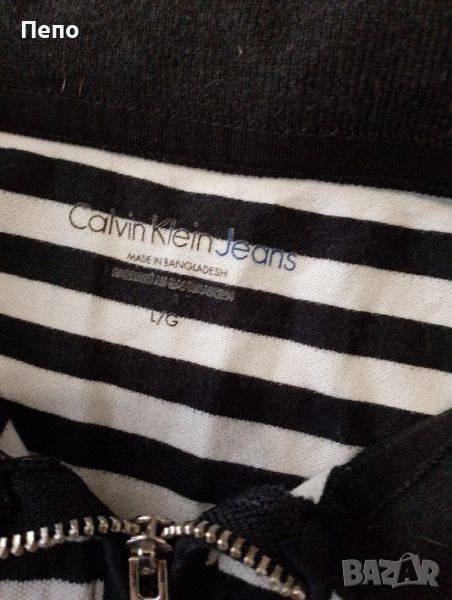 Пепо
Calvin Klein Jeans
MADE IN BANGLADESH
L/G
BAZAR